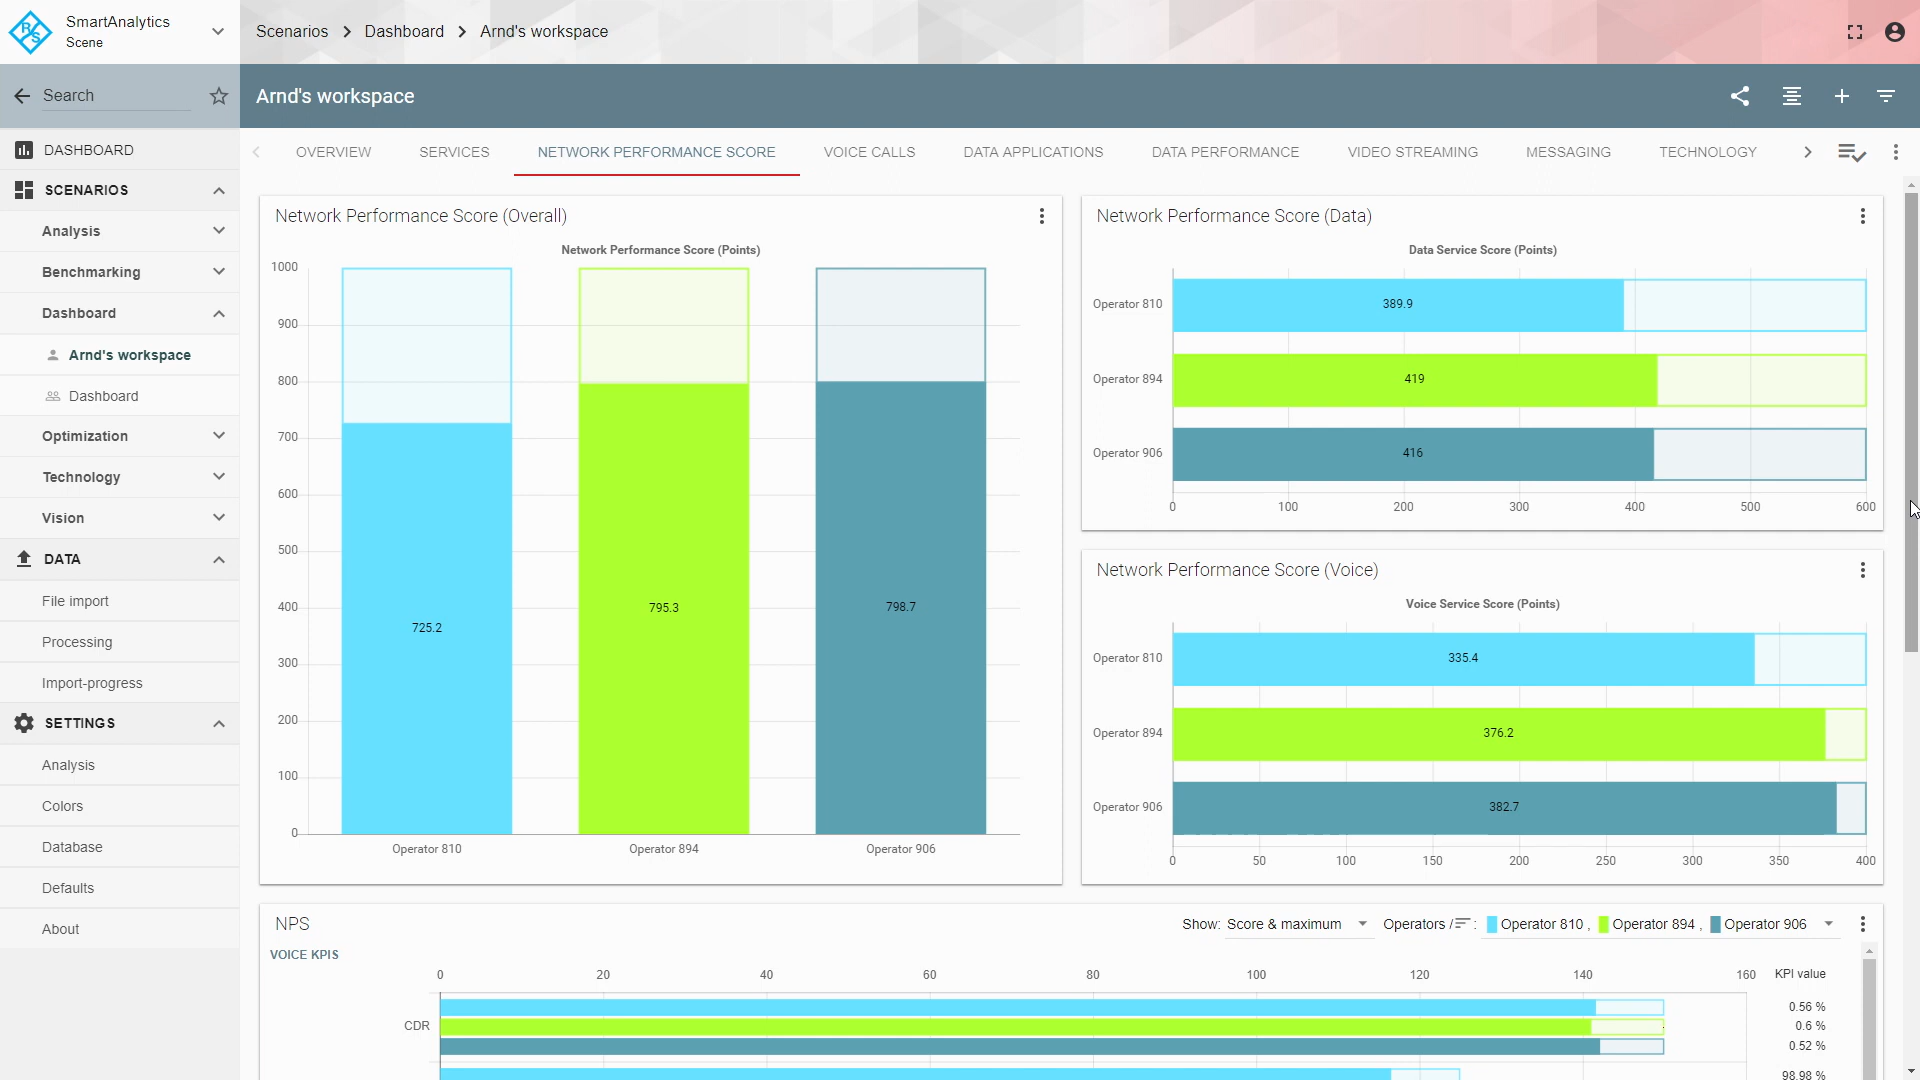 SmartAnalytics
Scene
Scenarios > Dashboard > Arnd's workspace
Search
Arnd's workspace
DASHBOARD
SCENARIOS
Analysis
Benchmarking
Dashboard
Arnd's workspace
Dashboard
Optimization
Technology
Vision
DATA
File import
Processing
Import-progress
SETTINGS
Analysis
Colors
Database
Defaults
About
OVERVIEW SERVICES NETWORK PERFORMANCE SCORE VOICE CALLS DATA APPLICATIONS DATA PERFORMANCE VIDEO STREAMING MESSAGING TECHNOLOGY
Network Performance Score (Overall)
Network Performance Score (Points)
1000
900
800
700
600
500
400
300
200
100
0
725.2 795.3 798.7
Operator 810 Operator 894 Operator 906
Network Performance Score (Data)
Data Service Score (Points)
Operator 810 389.9
Operator 894 419
Operator 906 416
0 100 200 300 400 500 600
Network Performance Score (Voice)
Voice Service Score (Points)
Operator 810 335.4
Operator 894 376.2
Operator 906 382.7
0 50 100 150 200 250 300 350 400
NPS Show: Score & maximum Operators / : Operator 810 , Operator 894 , Operator 906
VOICE KPIS
0 20 40 60 80 100 120 140 160 KPI value
0.56 %
CDR 0.6 %
0.52 %
98.98 %